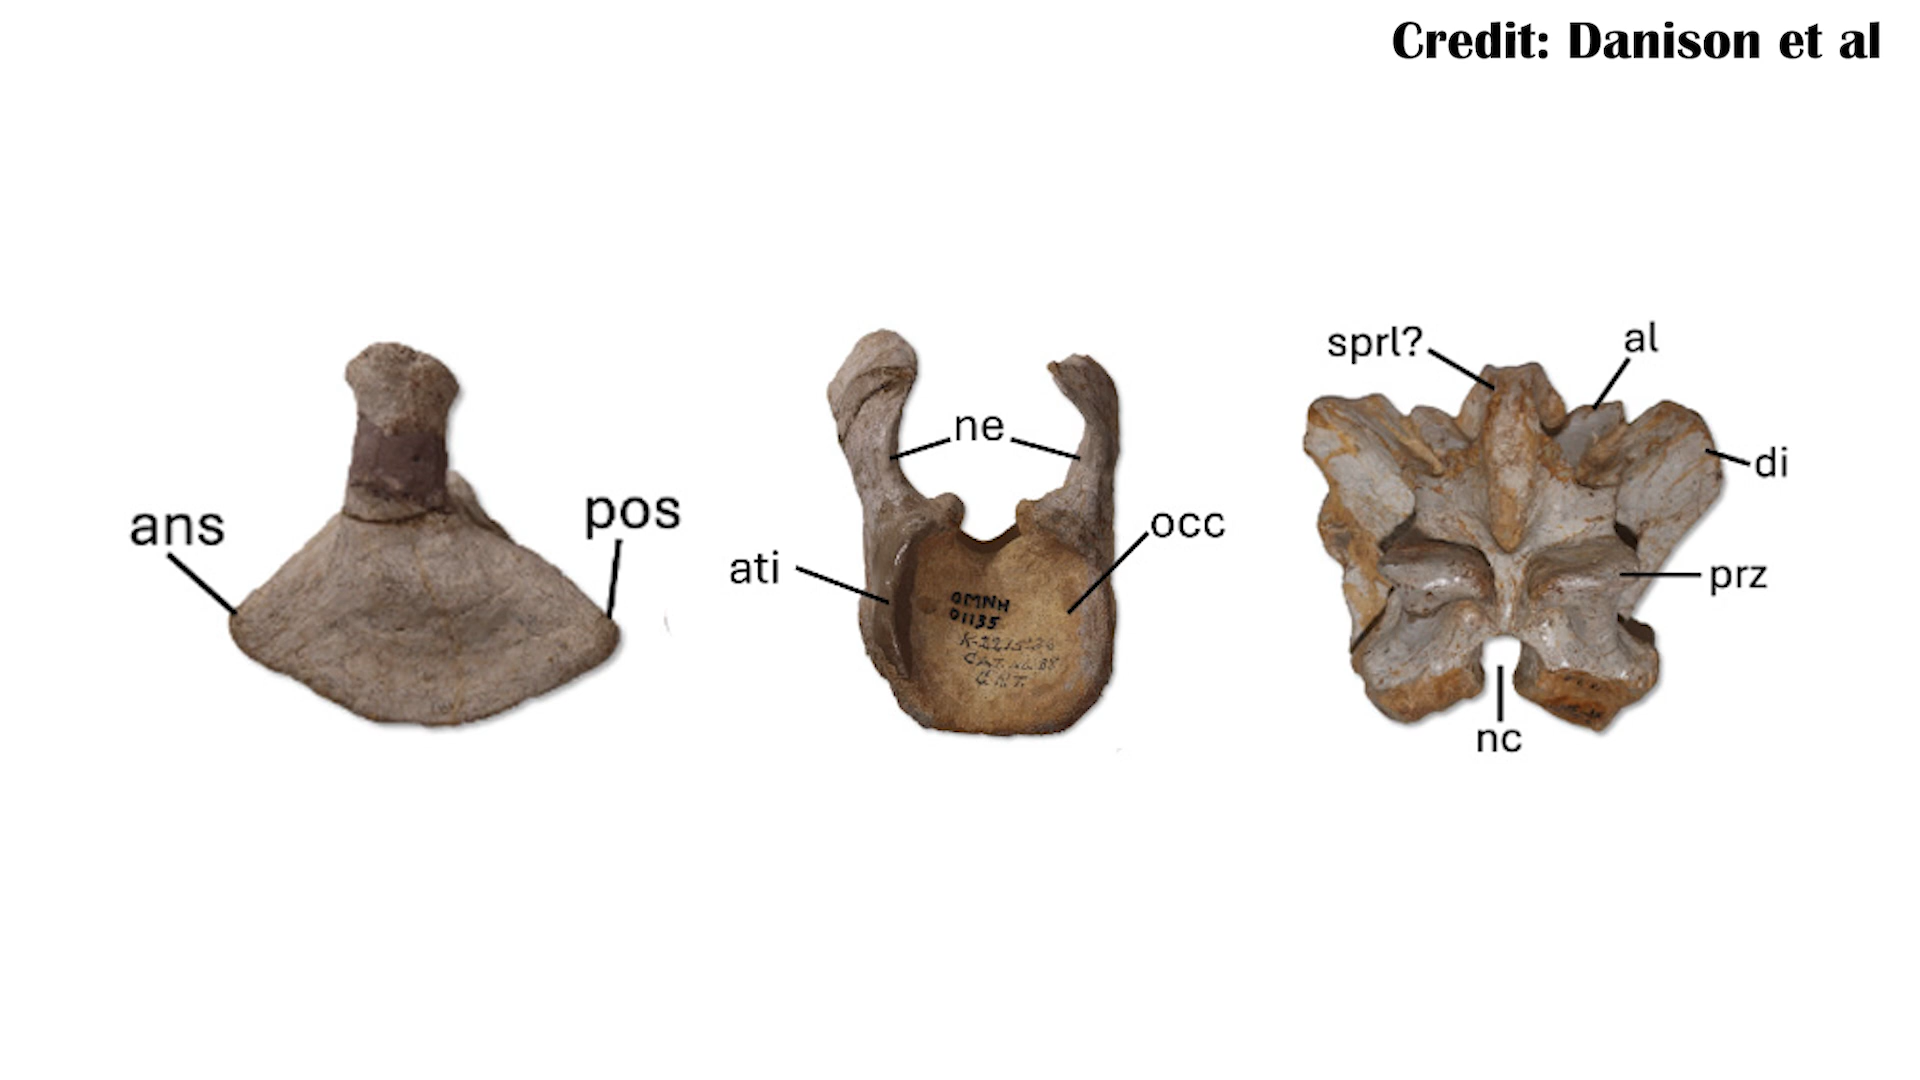 Credit: Danison et al
ans
pos
ne
ati
occ
OMNH
01135
sprl?
al
di
prz
nc